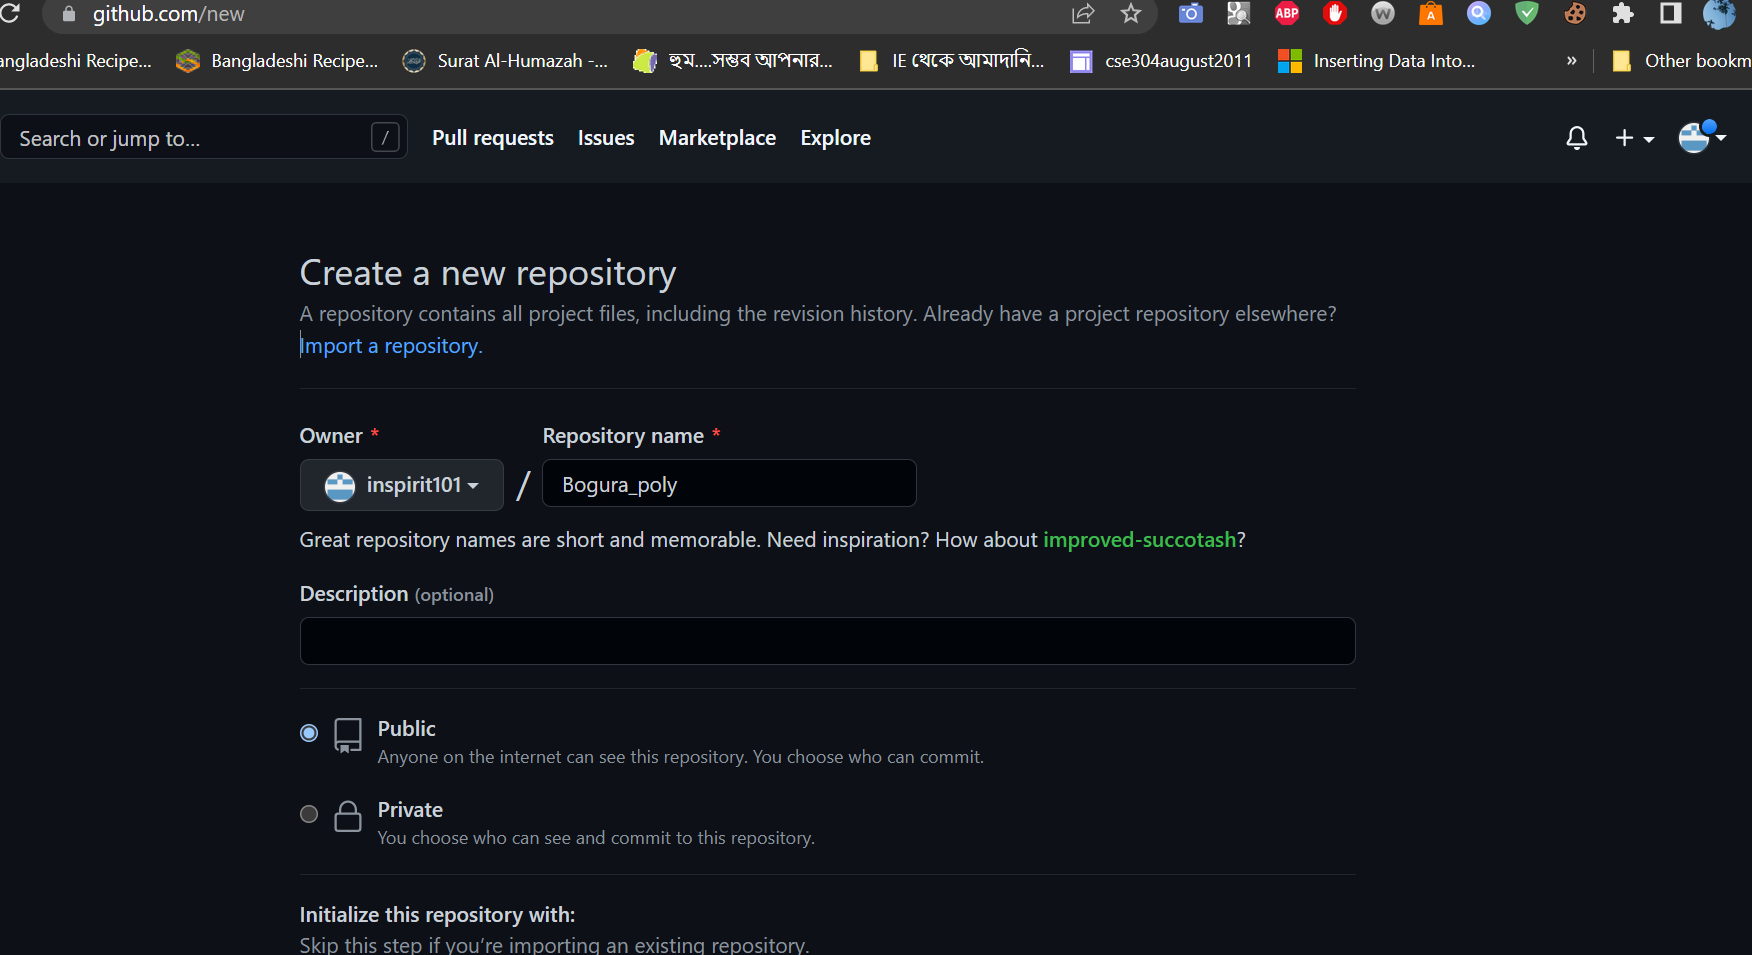 github.com/new
angladeshi Recipe... Bangladeshi Recipe... Surat Al-Humazah -... হুম....সম্ভব আপনার... IE থেকে আমাদানি... cse304august2011 Inserting Data Into... » Other bookm
Search or jump to... / Pull requests Issues Marketplace Explore
Create a new repository
A repository contains all project files, including the revision history. Already have a project repository elsewhere?
Import a repository.
Owner * Repository name *
inspirit101 / Bogura_poly
Great repository names are short and memorable. Need inspiration? How about improved-succotash?
Description (optional)
Public
Anyone on the internet can see this repository. You choose who can commit.
Private
You choose who can see and commit to this repository.
Initialize this repository with:
Skip this step if you're importing an existing repository.